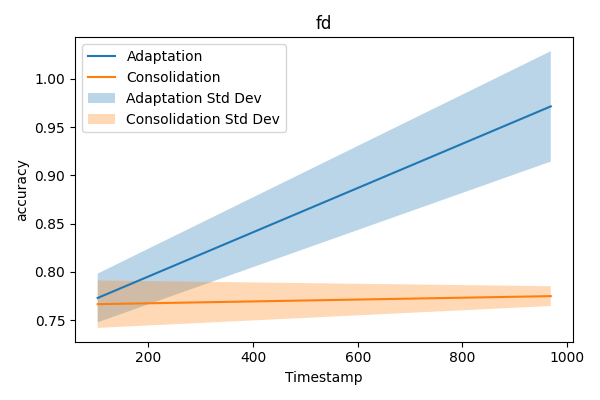 fd
Adaptation
Consolidation
Adaptation Std Dev
Consolidation Std Dev
accuracy
1.00
0.95
0.90
0.85
0.80
0.75
200
400
600
800
1000
Timestamp